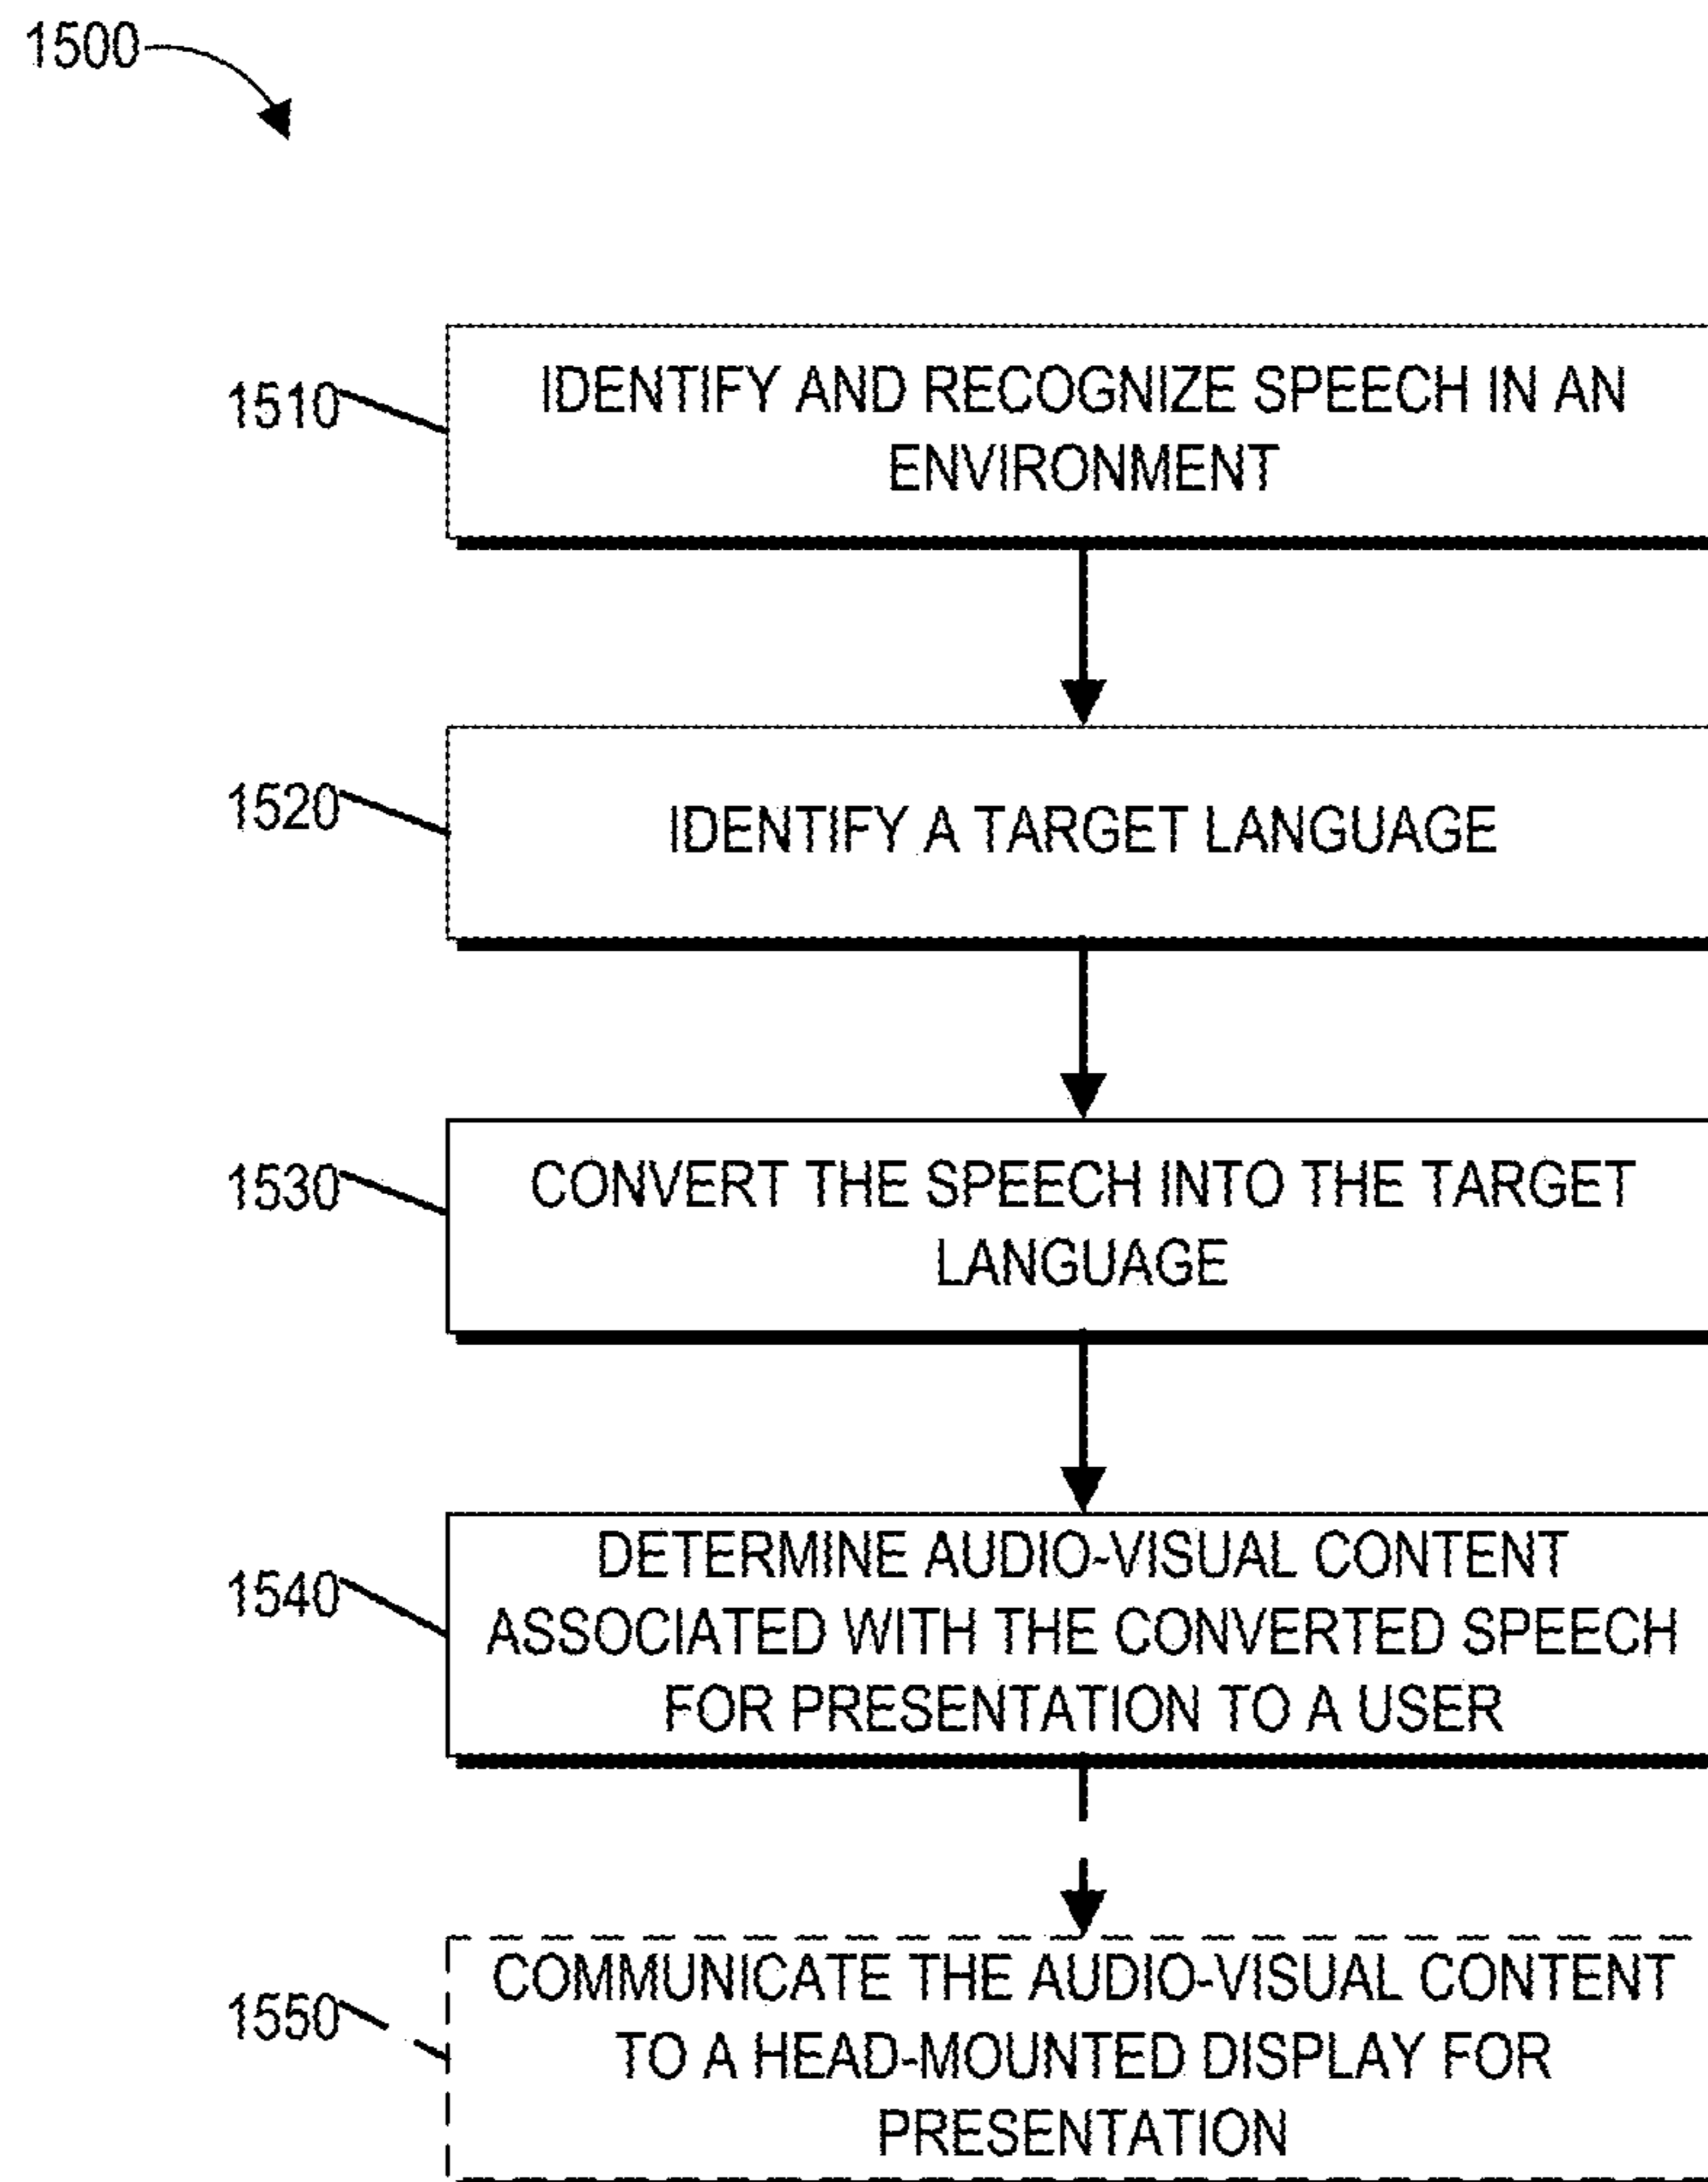 1500
1510
IDENTIFY AND RECOGNIZE SPEECH IN AN
ENVIRONMENT
1520
IDENTIFY A TARGET LANGUAGE
1530
CONVERT THE SPEECH INTO THE TARGET
LANGUAGE
1540
DETERMINE AUDIO-VISUAL CONTENT
ASSOCIATED WITH THE CONVERTED SPEECH
FOR PRESENTATION TO A USER
1550
COMMUNICATE THE AUDIO-VISUAL CONTENT
TO A HEAD-MOUNTED DISPLAY FOR
PRESENTATION